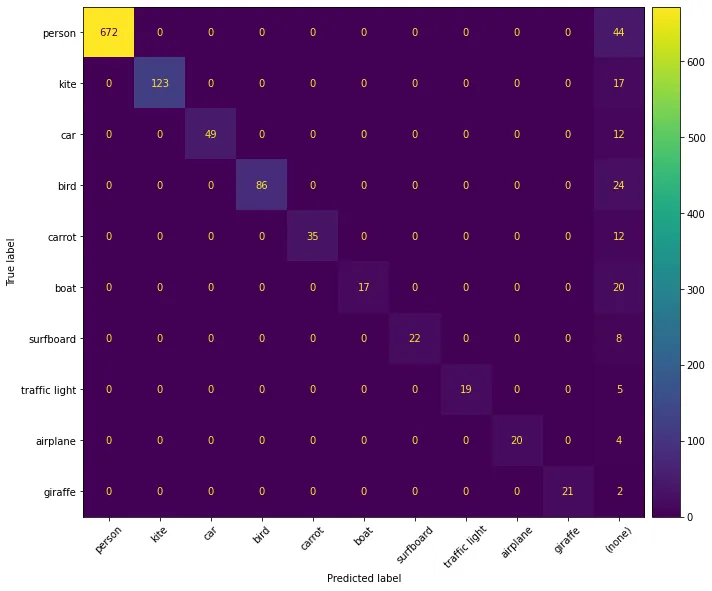 person 672 0 0 0 0 0 0 0 0 0 44 600
kite 0 123 0 0 0 0 0 0 0 0 17
car 0 0 49 0 0 0 0 0 0 0 12 500
bird 0 0 0 86 0 0 0 0 0 0 24
carrot 0 0 0 0 35 0 0 0 0 0 12 400
True label
boat 0 0 0 0 0 17 0 0 0 0 20 300
surfboard 0 0 0 0 0 0 22 0 0 0 8
traffic light 0 0 0 0 0 0 0 19 0 0 5 200
airplane 0 0 0 0 0 0 0 0 20 0 4 100
giraffe 0 0 0 0 0 0 0 0 0 21 2
0
person kite car bird carrot boat surfboard traffic light airplane giraffe (none)
Predicted label